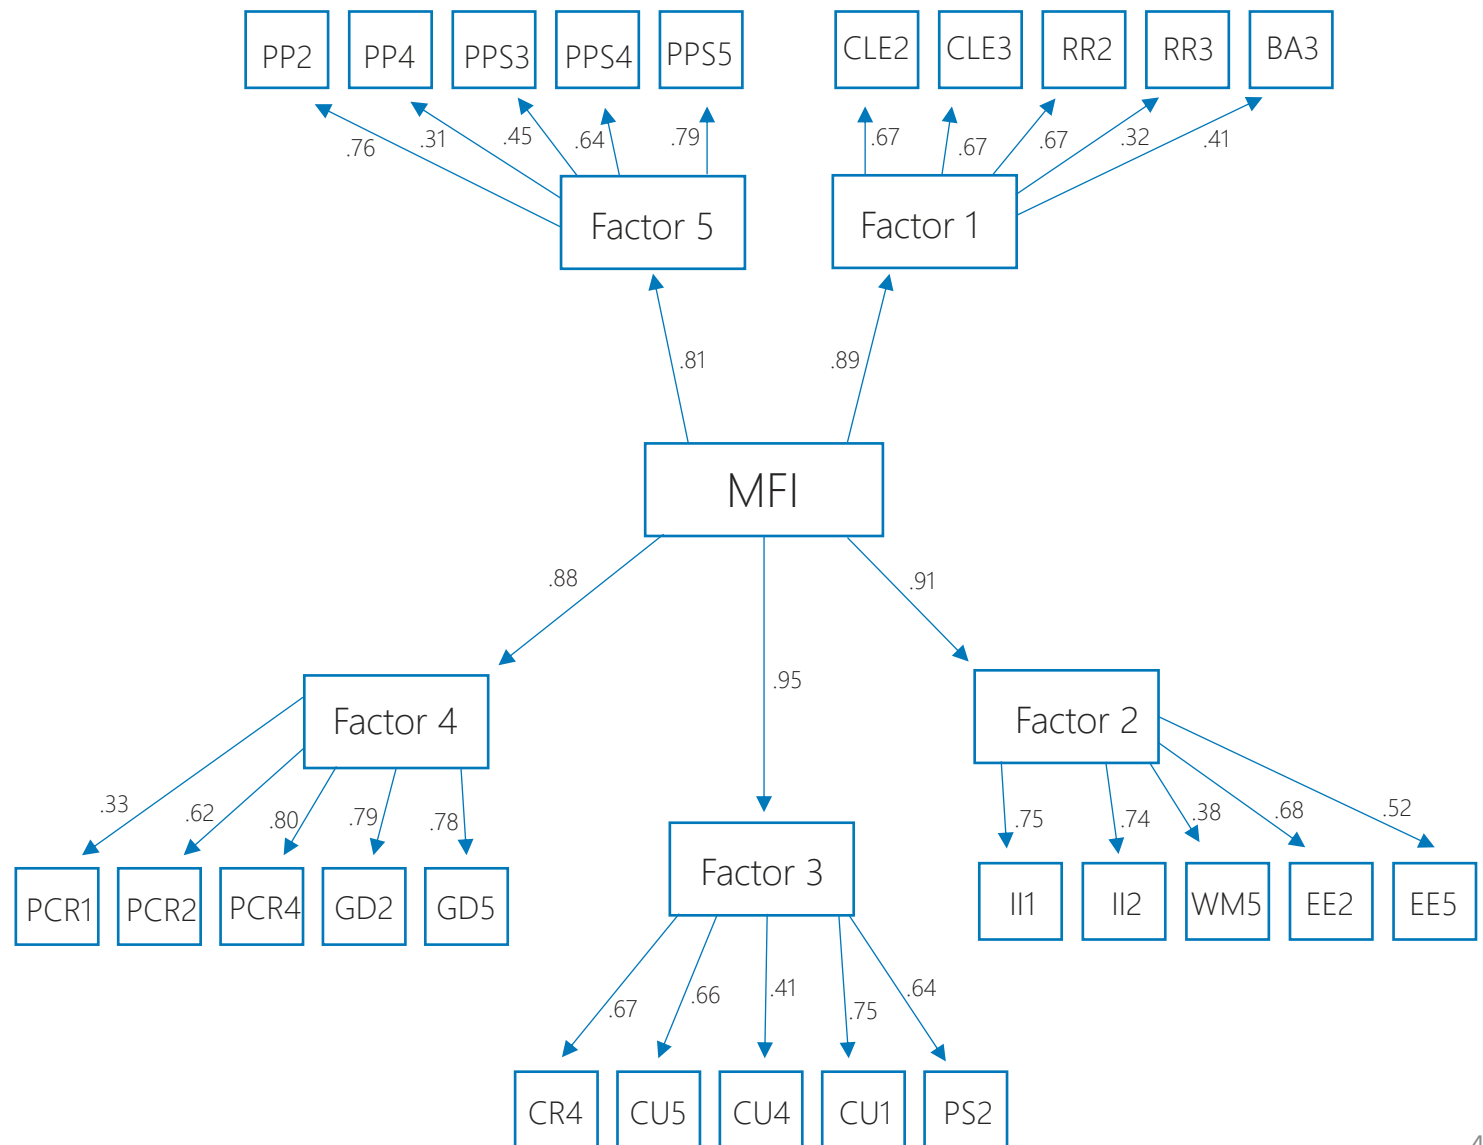 PP2 PP4 PPS3 PPS4 PPS5 CLE2 CLE3 RR2 RR3 BA3
.76 .31 .45 .64 .79 .67 .67 .67 .32 .41
Factor 5 Factor 1
.81 .89
MFI
.88 .91
.95
Factor 4 Factor 2
.33 .62 .80 .79 .78 .75 .74 .38 .68 .52
Factor 3
PCR1 PCR2 PCR4 GD2 GD5 II1 II2 WM5 EE2 EE5
.67 .66 .41 .75 .64
CR4 CU5 CU4 CU1 PS2